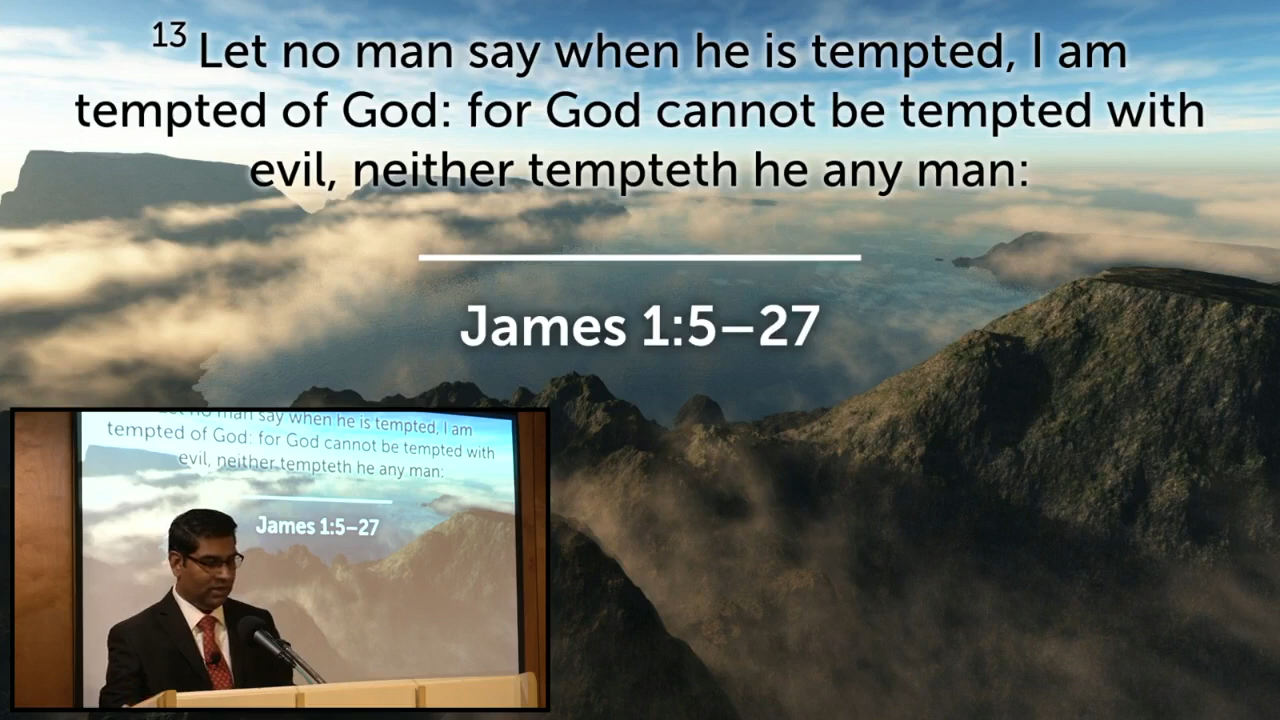 13 Let no man say when he is tempted, I am
tempted of God: for God cannot be tempted with
evil, neither tempteth he any man:
James 1:5–27
Let no man say when he is tempted, I am
tempted of God: for God cannot be tempted with
evil, neither tempteth he any man:
James 1:5–27